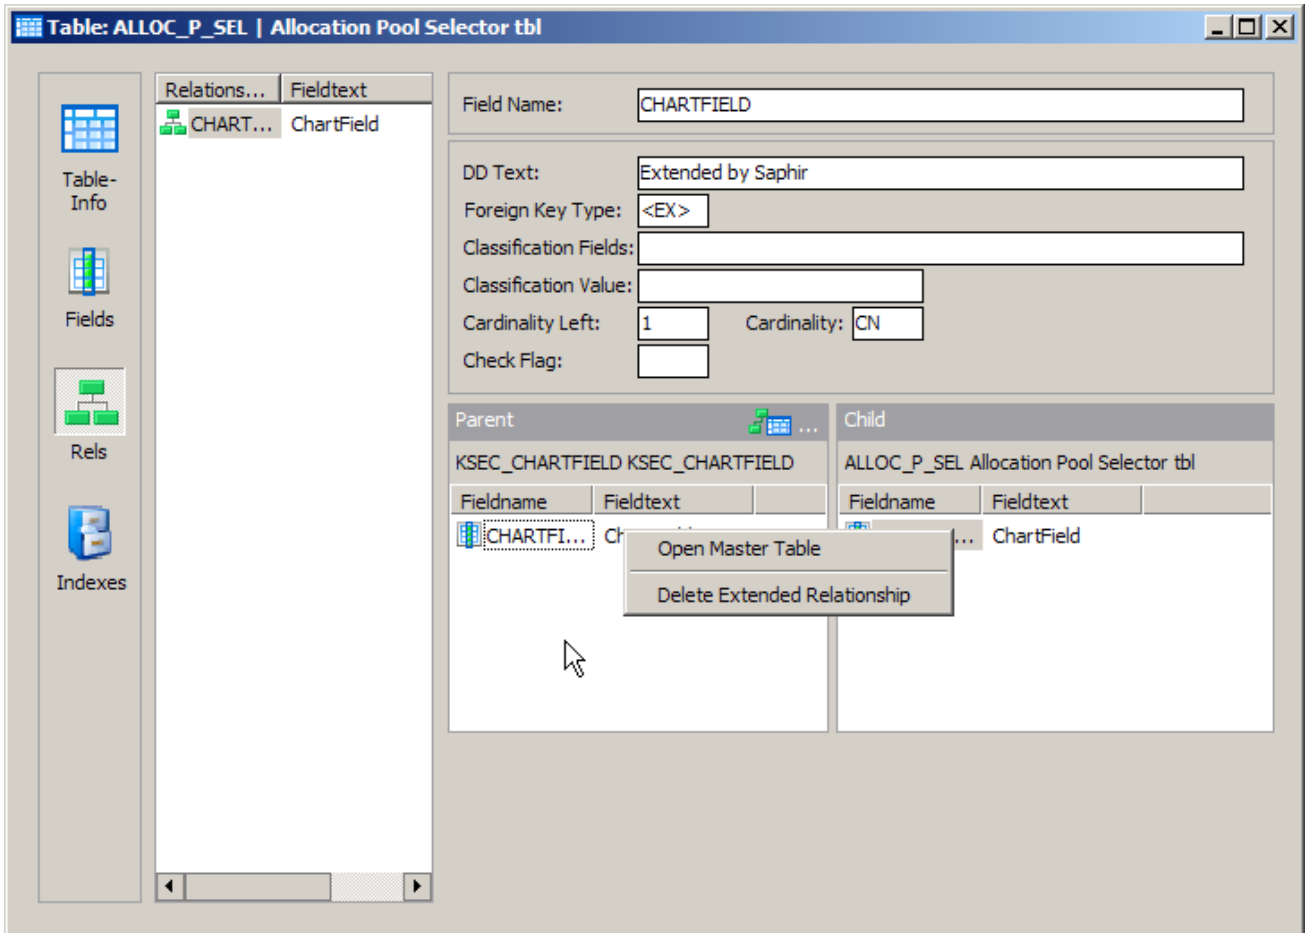 Table: ALLOC_P_SEL | Allocation Pool Selector tbl
Table-
Info
Fields
Rels
Indexes
Relations... Fieldtext
CHART... ChartField
Field Name: CHARTFIELD
DD Text: Extended by Saphir
Foreign Key Type: <EX>
Classification Fields:
Classification Value:
Cardinality Left: 1 Cardinality: CN
Check Flag:
Parent ...
KSEC_CHARTFIELD KSEC_CHARTFIELD
Fieldname Fieldtext
CHARTFI...
Child
ALLOC_P_SEL Allocation Pool Selector tbl
Fieldname Fieldtext
... ChartField
Open Master Table
Delete Extended Relationship